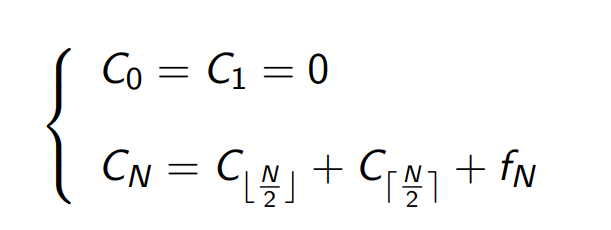 C₀ = C₁ = 0
C_N = C_{⌊N/2⌋} + C_{⌈N/2⌉} + f_N